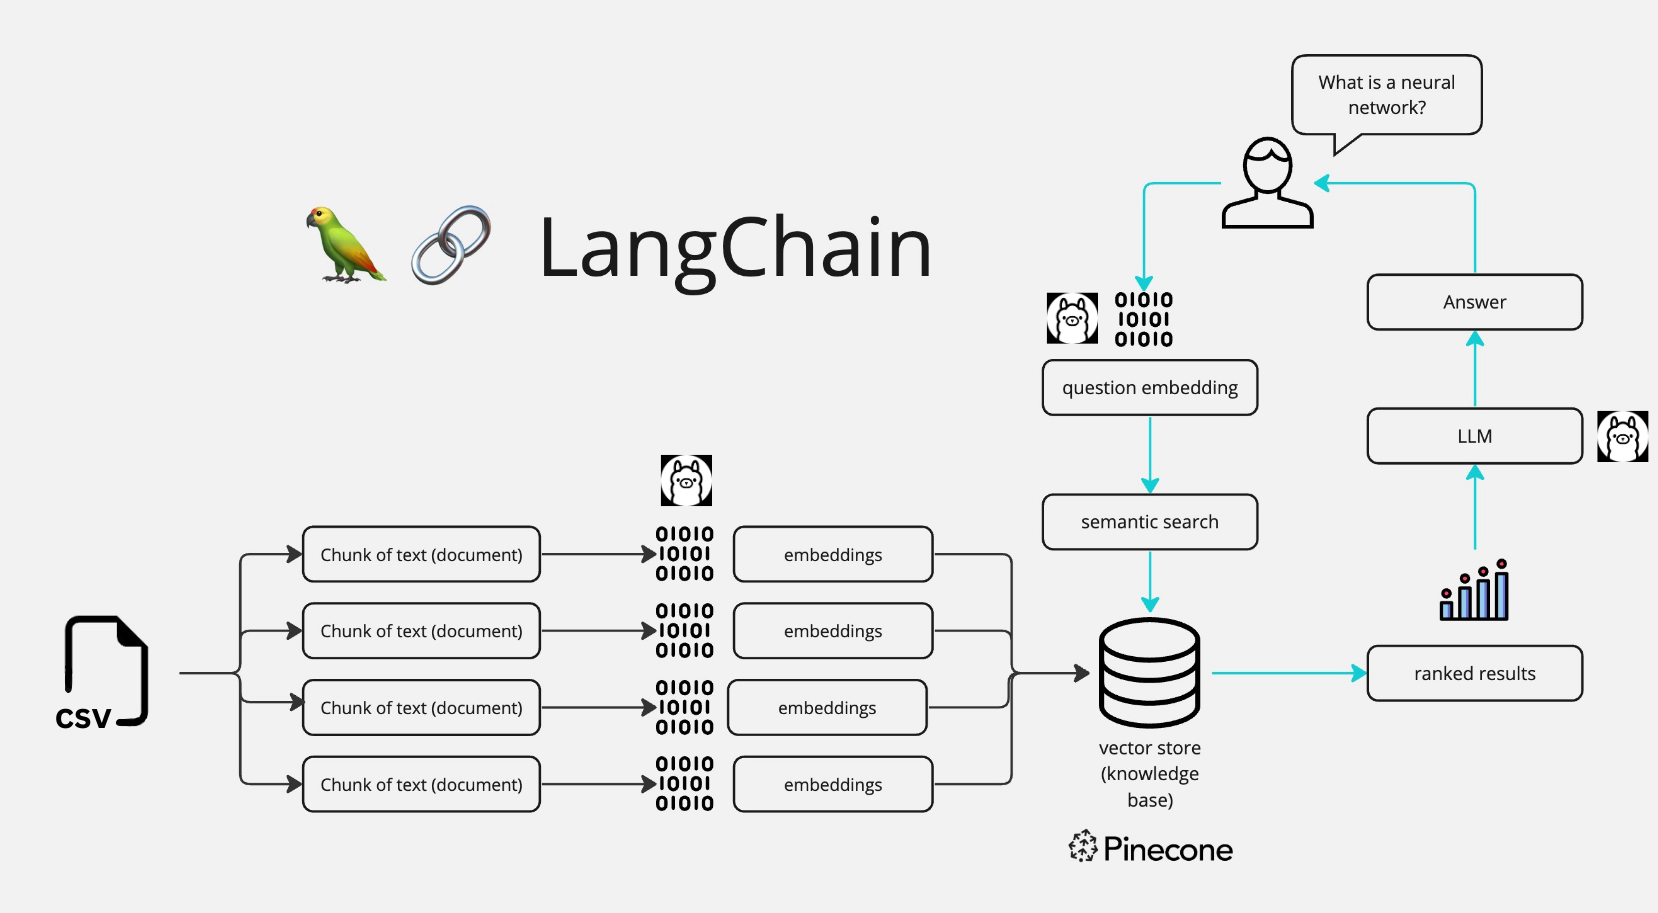 What is a neural
network?
LangChain
01010
10101
01010
question embedding
Answer
LLM
semantic search
01010
10101
01010
Chunk of text (document)
embeddings
01010
10101
01010
Chunk of text (document)
embeddings
01010
10101
01010
Chunk of text (document)
embeddings
01010
10101
01010
Chunk of text (document)
embeddings
csv
ranked results
vector store
(knowledge
base)
Pinecone